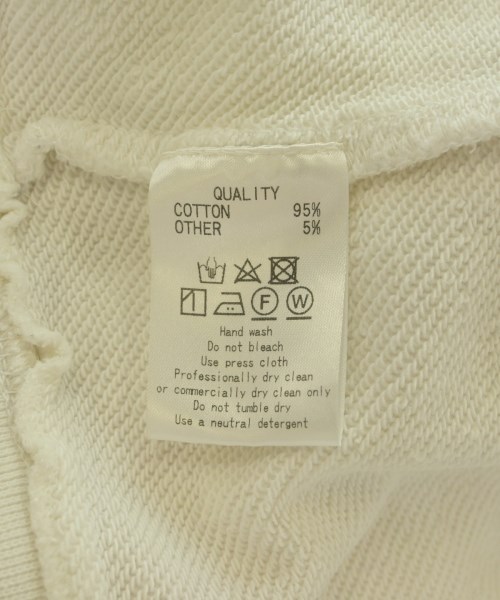 QUALITY
COTTON 95%
OTHER 5%
F W
Hand wash
Do not bleach
Use press cloth
Professionally dry clean
or commercially dry clean only
Do not tumble dry
Use a neutral detergent